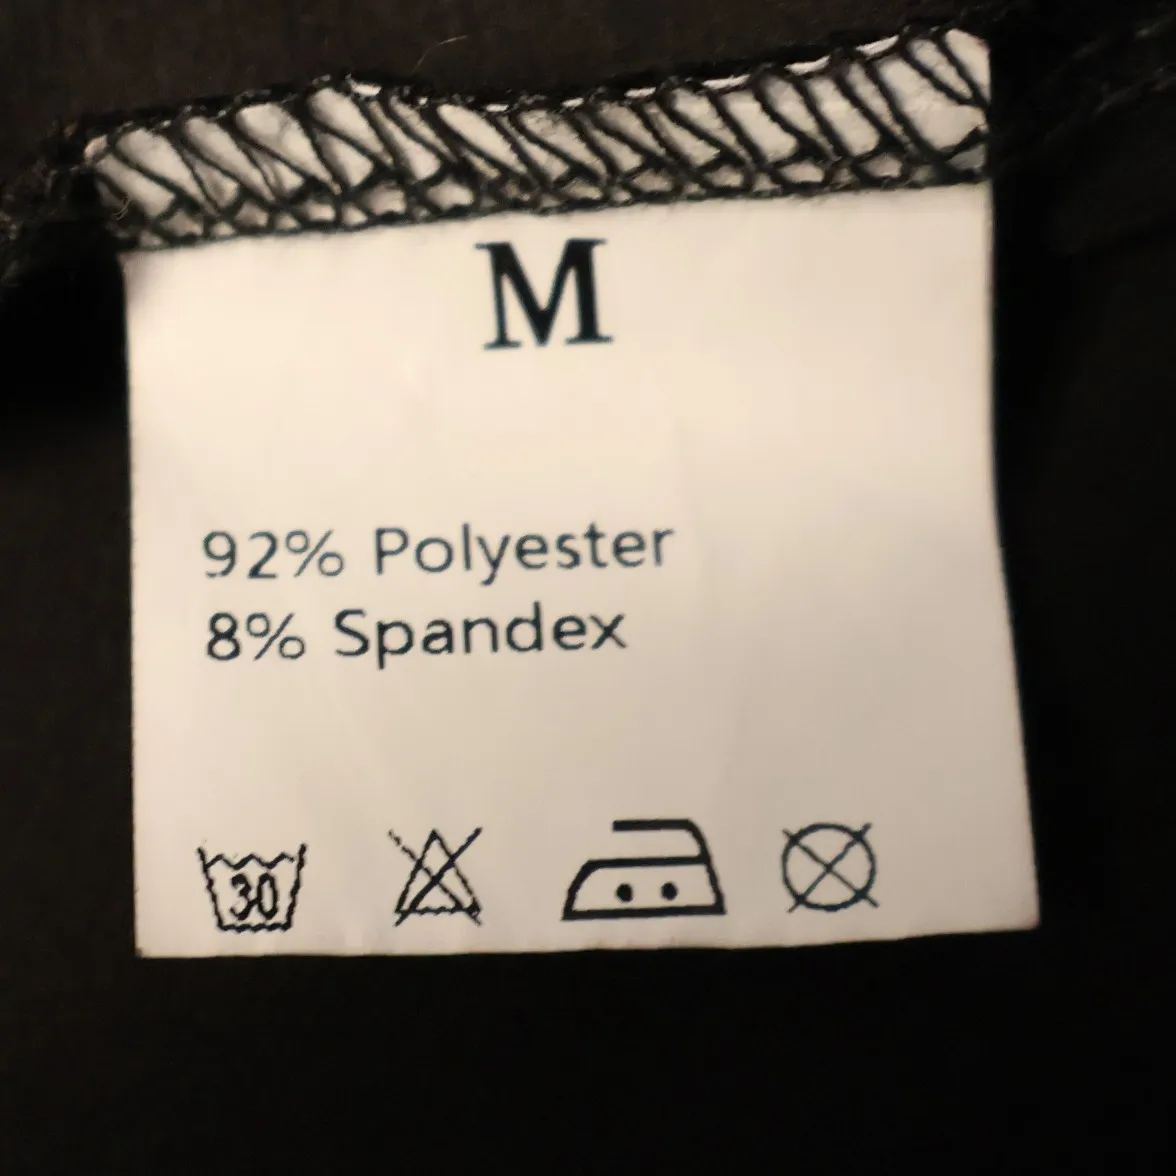 M
92% Polyester
8% Spandex
30